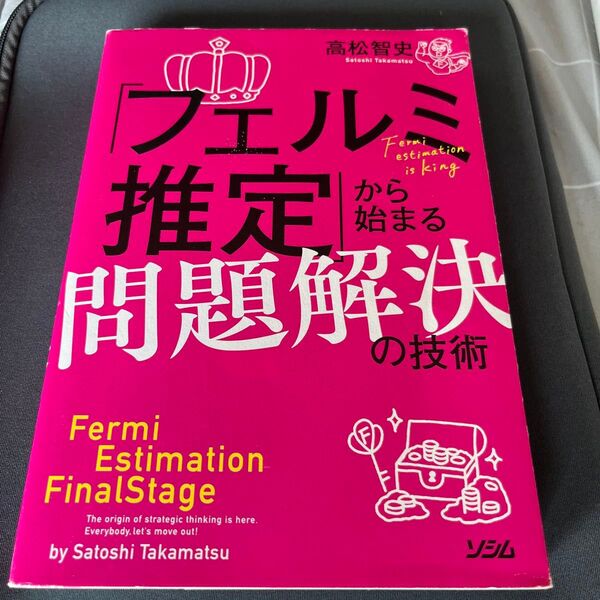 高松智史
Satoshi Takamatsu
「フェルミ
推定」
から
始まる
Fermi
estimation
is king
問題解決
の技術
F
Fermi
Estimation
FinalStage
The origin of strategic thinking is here.
Everybody, let's move out!
by Satoshi Takamatsu
ソシム